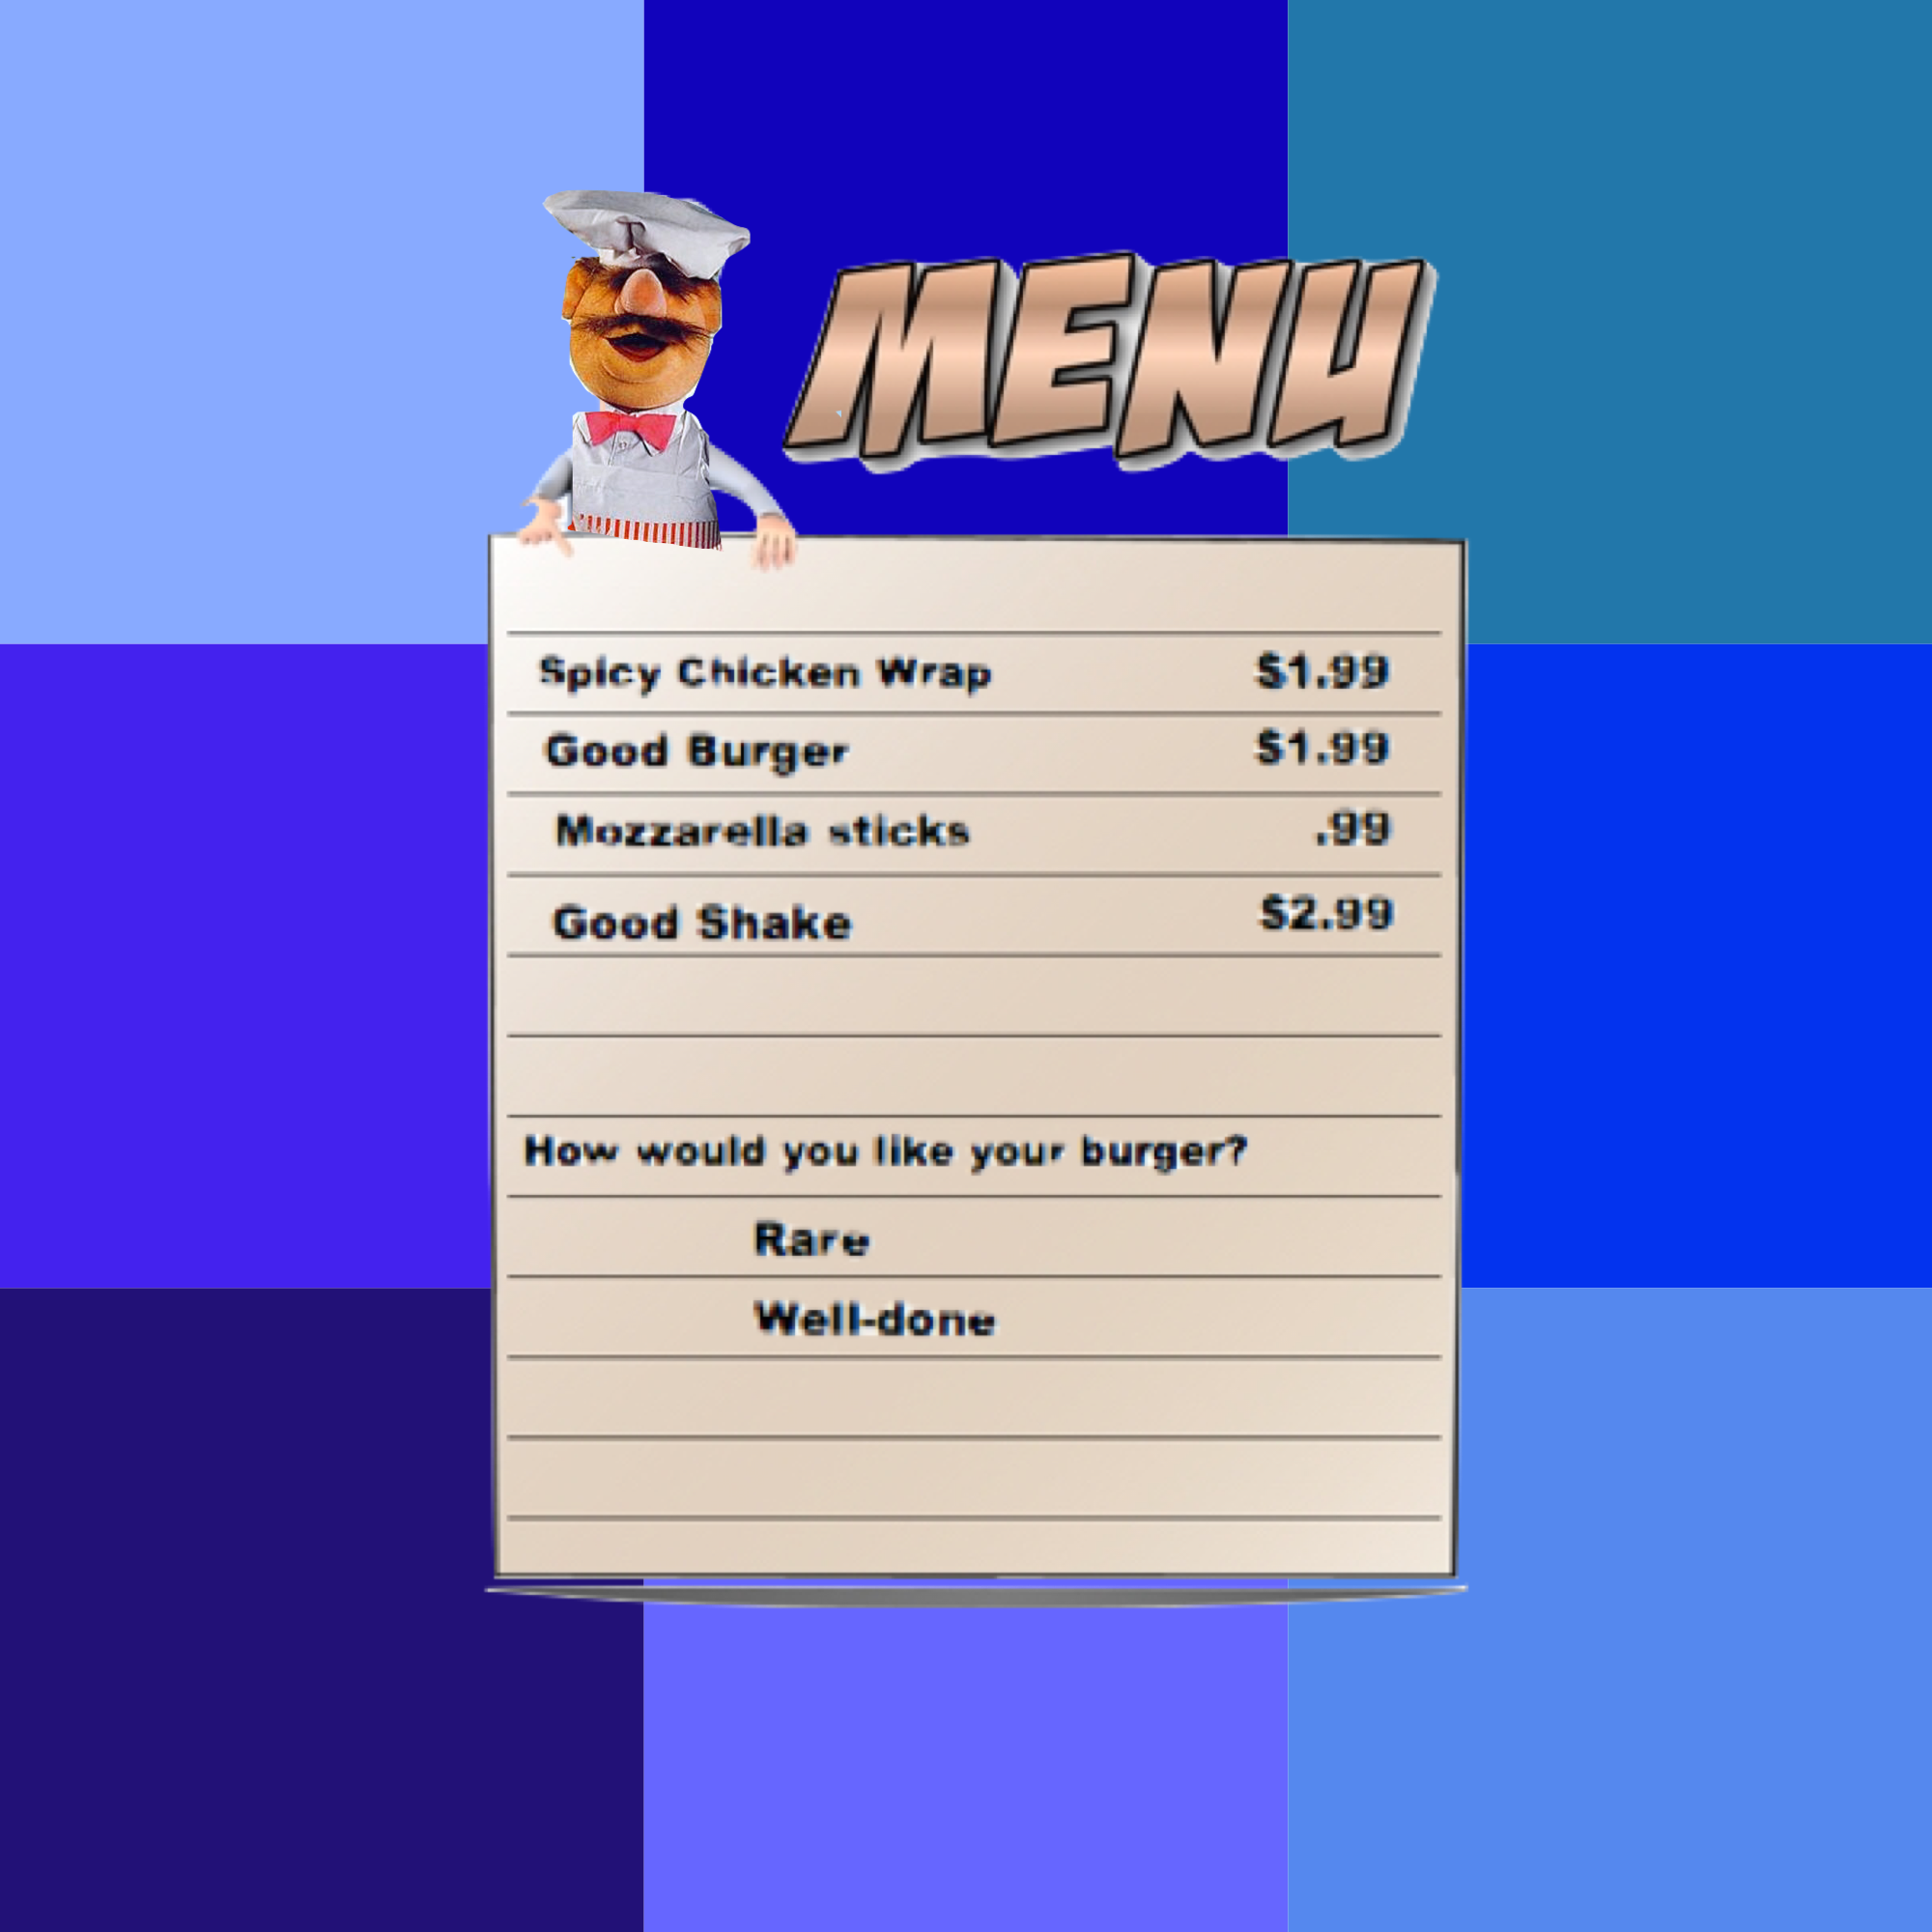 MENU
Spicy Chicken Wrap $1.99
Good Burger $1.99
Mozzarella sticks .99
Good Shake $2.99
How would you like your burger?
Rare
Well-done